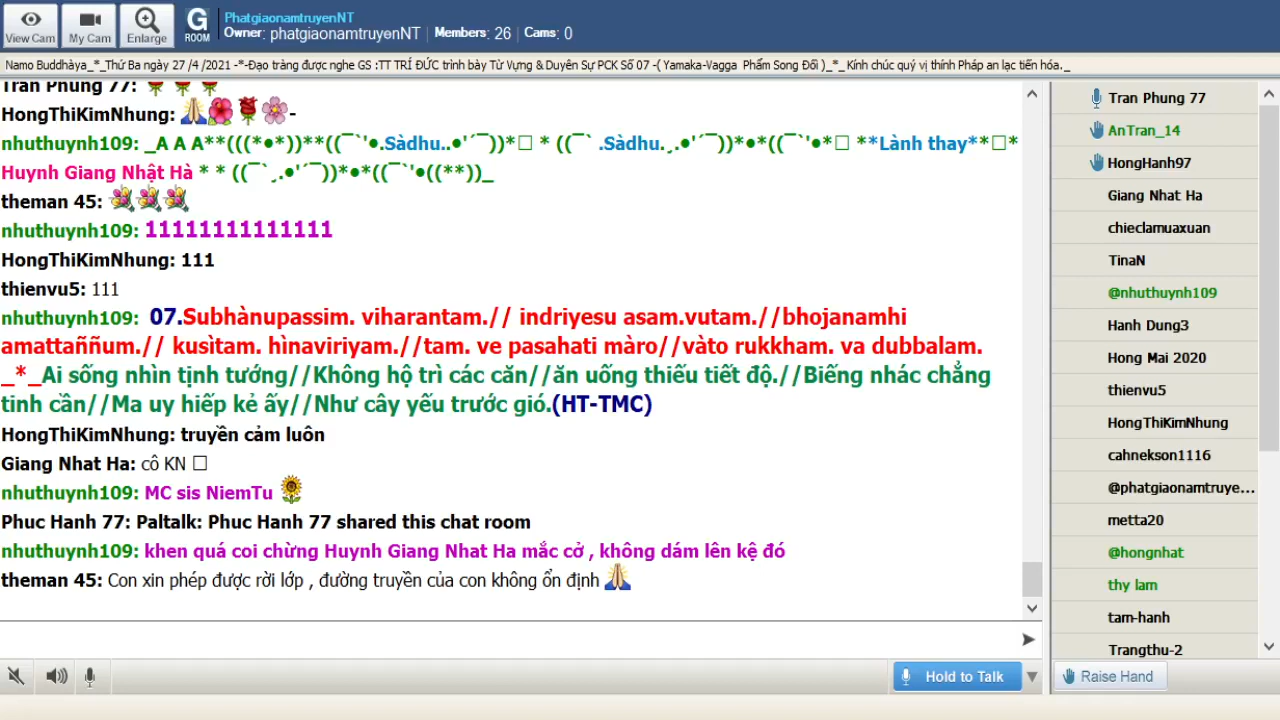 View Cam
My Cam
Enlarge
G
ROOM
PhatgiaonamtruyenNT
Owner: phatgiaonamtruyenNT | Members: 26 | Cams: 0
Namo Buddhàya_*_Thứ Ba ngày 27 /4 /2021 -*-Đạo tràng được nghe GS :TT TRÍ ĐỨC trình bày Từ Vựng & Duyên Sự PCK Số 07 -( Yamaka-Vagga Phẩm Song Đối )_*_ Kính chúc quý vị thính Pháp an lạc tiến hóa._
Tran Phung 77:
HongThiKimNhung: -
nhuthuynh109: _A A A**(((*•*))**((¯`'•.Sàdhu..•'´¯))*□ * ((¯` .Sàdhu.¸.•'´¯))*•*((¯`'•*□ **Lành thay**□*
Huynh Giang Nhật Hà * * ((¯`¸.•'´¯))*•*((¯`'•((**))_
theman 45:
nhuthuynh109: 11111111111111
HongThiKimNhung: 111
thienvu5: 111
nhuthuynh109: 07.Subhànupassim. viharantam.// indriyesu asam.vutam.//bhojanamhi
amattaññum.// kusìtam. hìnaviriyam.//tam. ve pasahati màro//vàto rukkham. va dubbalam.
_*_Ai sống nhìn tịnh tướng//Không hộ trì các căn//ăn uống thiếu tiết độ.//Biếng nhác chẳng
tinh cần//Ma uy hiếp kẻ ấy//Như cây yếu trước gió.(HT-TMC)
HongThiKimNhung: truyền cảm luôn
Giang Nhat Ha: cô KN □
nhuthuynh109: MC sis NiemTu
Phuc Hanh 77: Paltalk: Phuc Hanh 77 shared this chat room
nhuthuynh109: khen quá coi chừng Huynh Giang Nhat Ha mắc cở , không dám lên kệ đó
theman 45: Con xin phép được rời lớp , đường truyền của con không ổn định
Hold to Talk
Tran Phung 77
AnTran_14
HongHanh97
Giang Nhat Ha
chieclamuaxuan
TinaN
@nhuthuynh109
Hanh Dung3
Hong Mai 2020
thienvu5
HongThiKimNhung
cahnekson1116
@phatgiaonamtruye...
metta20
@hongnhat
thy lam
tam-hanh
Trangthu-2
Raise Hand